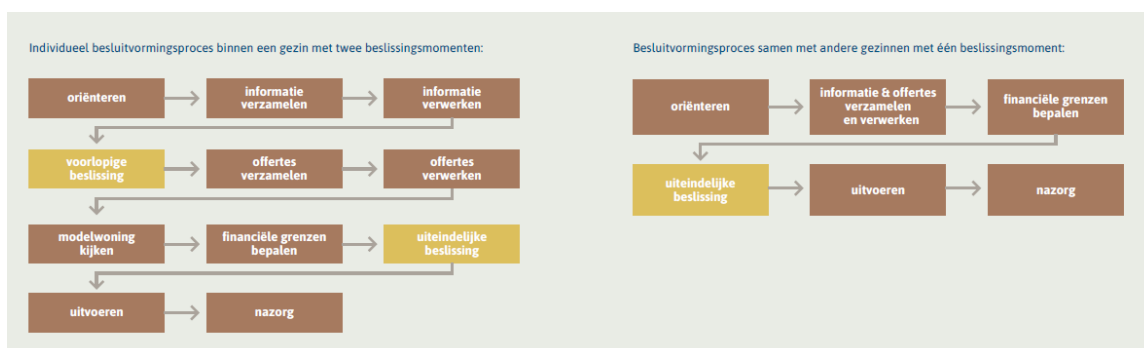 Individueel besluitvormingsproces binnen een gezin met twee beslissingsmomenten:
oriënteren
informatie
verzamelen
informatie
verwerken
voorlopige
beslissing
offertes
verzamelen
offertes
verwerken
modelwoning
kijken
financiële grenzen
bepalen
uiteindelijke
beslissing
uitvoeren
nazorg
Besluitvormingsproces samen met andere gezinnen met één beslissingsmoment:
oriënteren
informatie & offertes
verzamelen
en verwerken
financiële grenzen
bepalen
uiteindelijke
beslissing
uitvoeren
nazorg